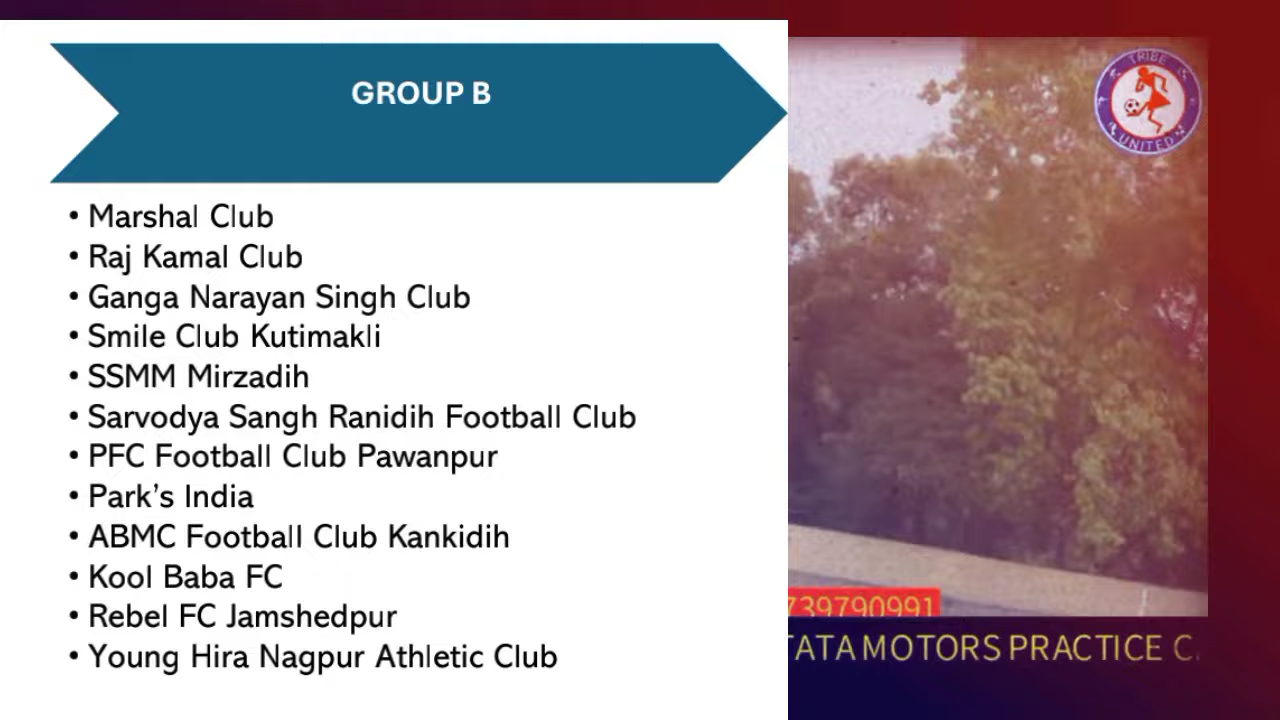 GROUP B
• Marshal Club
• Raj Kamal Club
• Ganga Narayan Singh Club
• Smile Club Kutimakli
• SSMM Mirzadih
• Sarvodya Sangh Ranidih Football Club
• PFC Football Club Pawanpur
• Park’s India
• ABMC Football Club Kankidih
• Kool Baba FC
• Rebel FC Jamshedpur
• Young Hira Nagpur Athletic Club
TRIBE
UNITED
739790991
TATA MOTORS PRACTICE C.